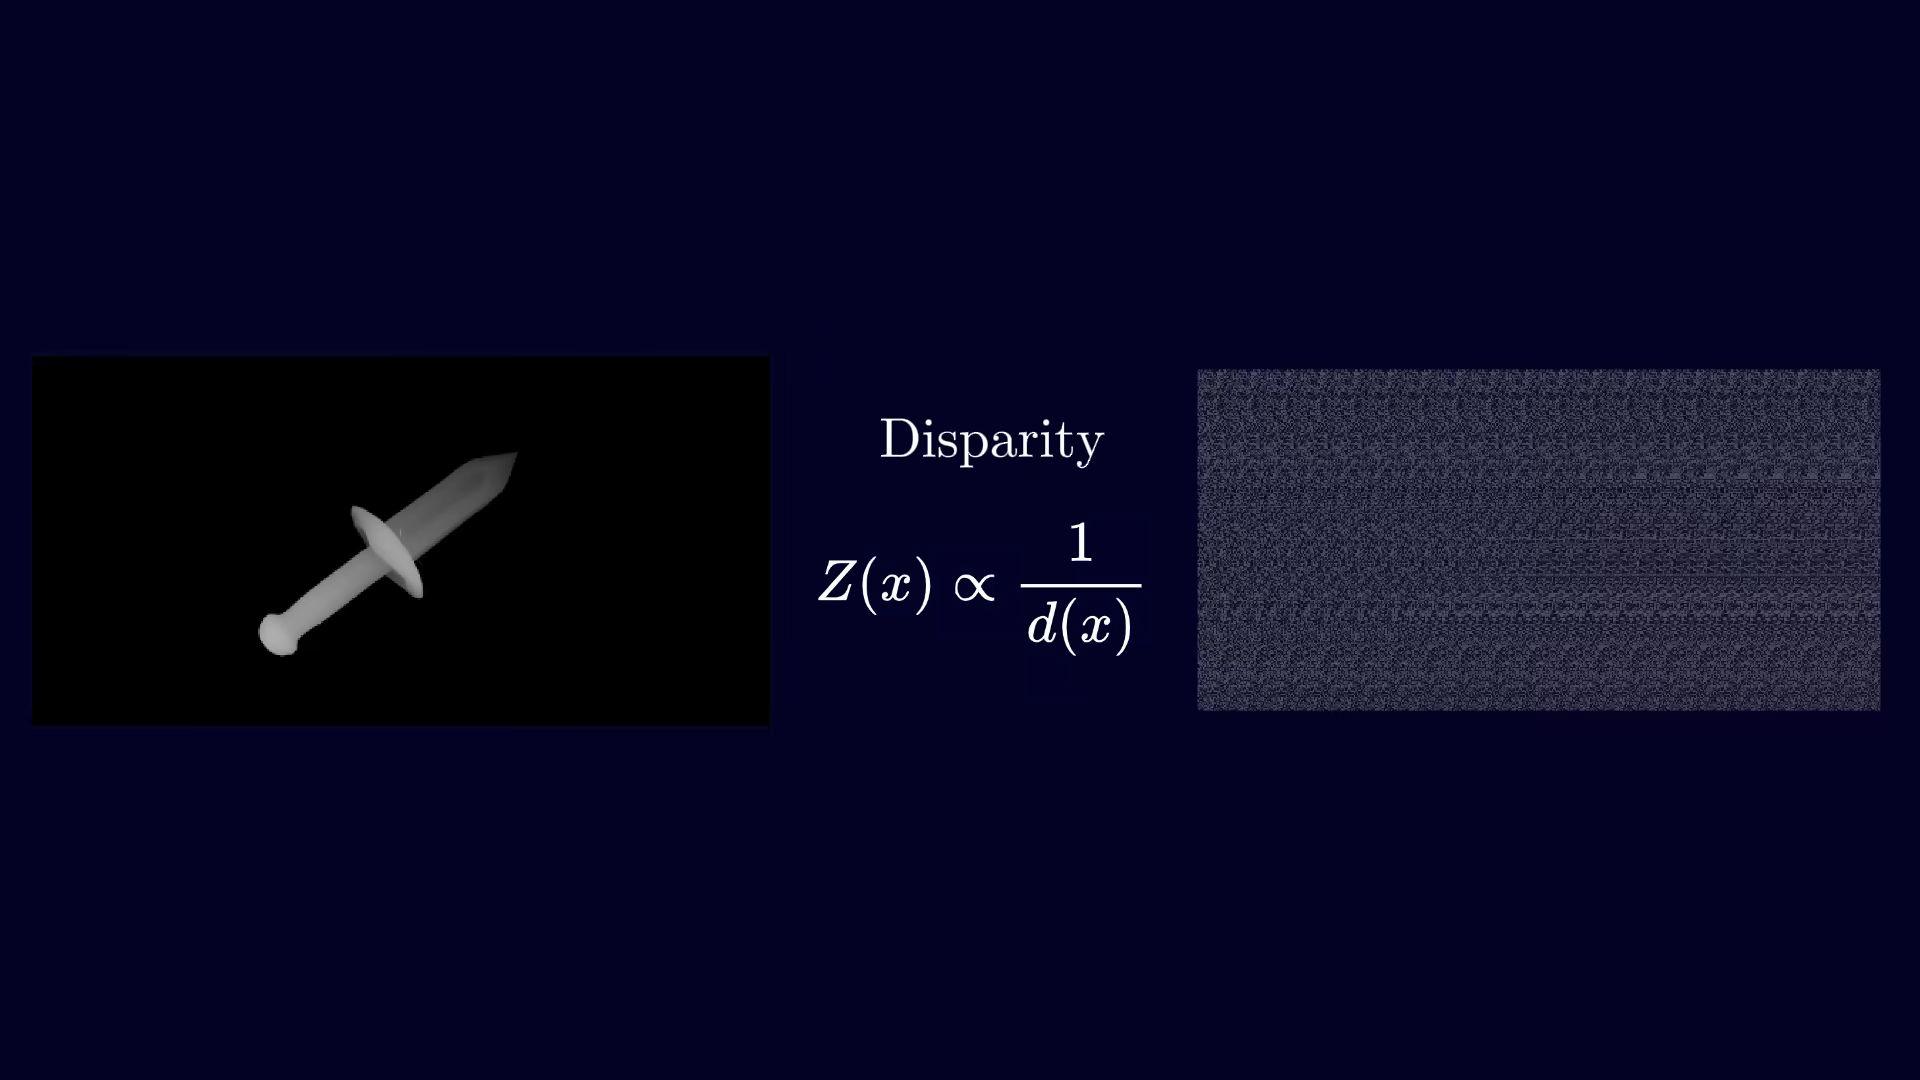 Disparity
Z(x) ∝ 1/d(x)